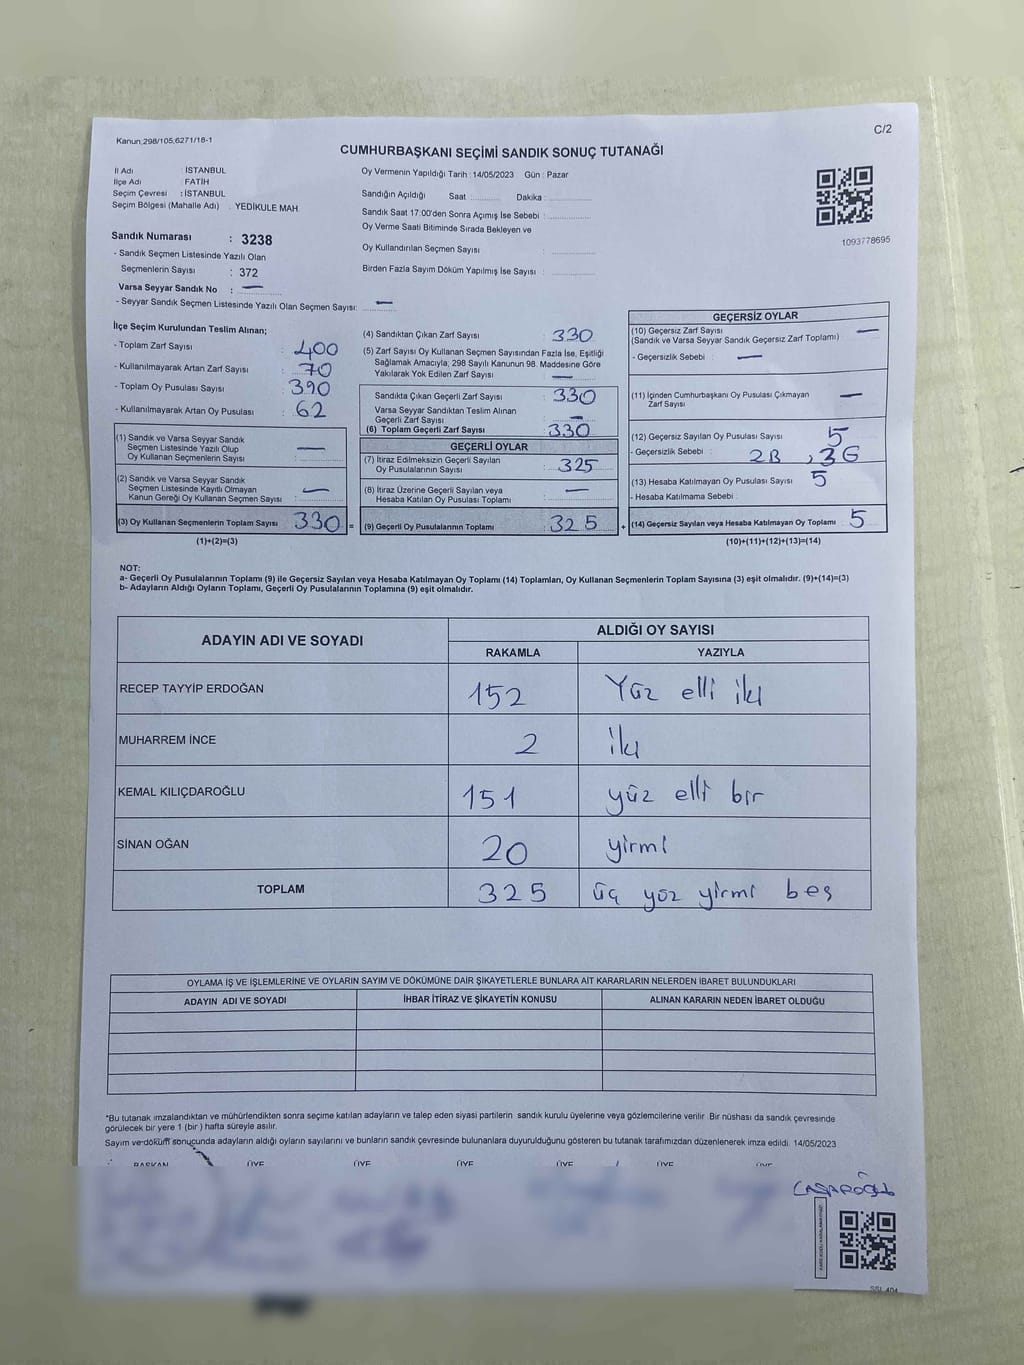 Kanun:298/105,6271/18-1
C/2
CUMHURBAŞKANI SEÇİMİ SANDIK SONUÇ TUTANAĞI
İl Adı : İSTANBUL
İlçe Adı : FATİH
Seçim Çevresi : İSTANBUL
Seçim Bölgesi (Mahalle Adı) : YEDİKULE MAH.
Sandık Numarası : 3238
- Sandık Seçmen Listesinde Yazılı Olan
Seçmenlerin Sayısı : 372
Varsa Seyyar Sandık No : —
- Seyyar Sandık Seçmen Listesinde Yazılı Olan Seçmen Sayısı: —
Oy Vermenin Yapıldığı Tarih : 14/05/2023 Gün : Pazar
Sandığın Açıldığı Saat : Dakika :
Sandık Saat 17:00'den Sonra Açımış İse Sebebi :
Oy Verme Saati Bitiminde Sırada Bekleyen ve
Oy Kullandırılan Seçmen Sayısı :
Birden Fazla Sayım Döküm Yapılmış İse Sayısı :
1093778695
İlçe Seçim Kurulundan Teslim Alınan;
- Toplam Zarf Sayısı : 400
- Kullanılmayarak Artan Zarf Sayısı : 70
- Toplam Oy Pusulası Sayısı : 390
- Kullanılmayarak Artan Oy Pusulası : 62
(1) Sandık ve Varsa Seyyar Sandık
Seçmen Listesinde Yazılı Olup
Oy Kullanan Seçmenlerin Sayısı : —
(2) Sandık ve Varsa Seyyar Sandık
Seçmen Listesinde Kayıtlı Olmayan
Kanun Gereği Oy Kullanan Seçmen Sayısı : —
(3) Oy Kullanan Seçmenlerin Toplam Sayısı : 330 =
(1)+(2)=(3)
(4) Sandıktan Çıkan Zarf Sayısı : 330
(5) Zarf Sayısı Oy Kullanan Seçmen Sayısından Fazla İse, Eşitliği
Sağlamak Amacıyla, 298 Sayılı Kanunun 98. Maddesine Göre
Yakılarak Yok Edilen Zarf Sayısı : —
Sandıkta Çıkan Geçerli Zarf Sayısı : 330
Varsa Seyyar Sandıktan Teslim Alınan
Geçerli Zarf Sayısı : —
(6) Toplam Geçerli Zarf Sayısı : 330
GEÇERLİ OYLAR
(7) İtiraz Edilmeksizin Geçerli Sayılan
Oy Pusulalarının Sayısı : 325
(8) İtiraz Üzerine Geçerli Sayılan veya
Hesaba Katılan Oy Pusulası Toplamı : —
(9) Geçerli Oy Pusulalarının Toplamı : 325 +
GEÇERSİZ OYLAR
(10) Geçersiz Zarf Sayısı : —
(Sandık ve Varsa Seyyar Sandık Geçersiz Zarf Toplamı)
- Geçersizlik Sebebi : —
(11) İçinden Cumhurbaşkanı Oy Pusulası Çıkmayan
Zarf Sayısı : —
(12) Geçersiz Sayılan Oy Pusulası Sayısı : 5
- Geçersizlik Sebebi : 2B , 3G
(13) Hesaba Katılmayan Oy Pusulası Sayısı : 5
- Hesaba Katılmama Sebebi :
(14) Geçersiz Sayılan veya Hesaba Katılmayan Oy Toplamı : 5
(10)+(11)+(12)+(13)=(14)
NOT:
a- Geçerli Oy Pusulalarının Toplamı (9) ile Geçersiz Sayılan veya Hesaba Katılmayan Oy Toplamı (14) Toplamları, Oy Kullanan Seçmenlerin Toplam Sayısına (3) eşit olmalıdır. (9)+(14)=(3)
b- Adayların Aldığı Oyların Toplamı, Geçerli Oy Pusulalarının Toplamına (9) eşit olmalıdır.
ADAYIN ADI VE SOYADI
ALDIĞI OY SAYISI
RAKAMLA YAZIYLA
RECEP TAYYİP ERDOĞAN 152 Yüz elli iki
MUHARREM İNCE 2 iki
KEMAL KILIÇDAROĞLU 151 yüz elli bir
SİNAN OĞAN 20 yirmi
TOPLAM 325 üç yüz yirmi beş
OYLAMA İŞ VE İŞLEMLERİNE VE OYLARIN SAYIM VE DÖKÜMÜNE DAİR ŞİKAYETLERLE BUNLARA AİT KARARLARIN NELERDEN İBARET BULUNDUKLARI
ADAYIN ADI VE SOYADI İHBAR İTİRAZ VE ŞİKAYETİN KONUSU ALINAN KARARIN NEDEN İBARET OLDUĞU
*Bu tutanak imzalandıktan ve mühürlendikten sonra seçime katılan adayların ve talep eden siyasi partilerin sandık kurulu üyelerine veya gözlemcilerine verilir. Bir nüshası da sandık çevresinde
görülecek bir yere 1 (bir) hafta süreyle asılır.
Sayım ve döküm sonucunda adayların aldığı oyların sayılarını ve bunların sandık çevresinde bulunanlara duyurulduğunu gösteren bu tutanak tarafımızdan düzenlenerek imza edildi. 14/05/2023
BAŞKAN ÜYE ÜYE ÜYE ÜYE ÜYE ÜYE